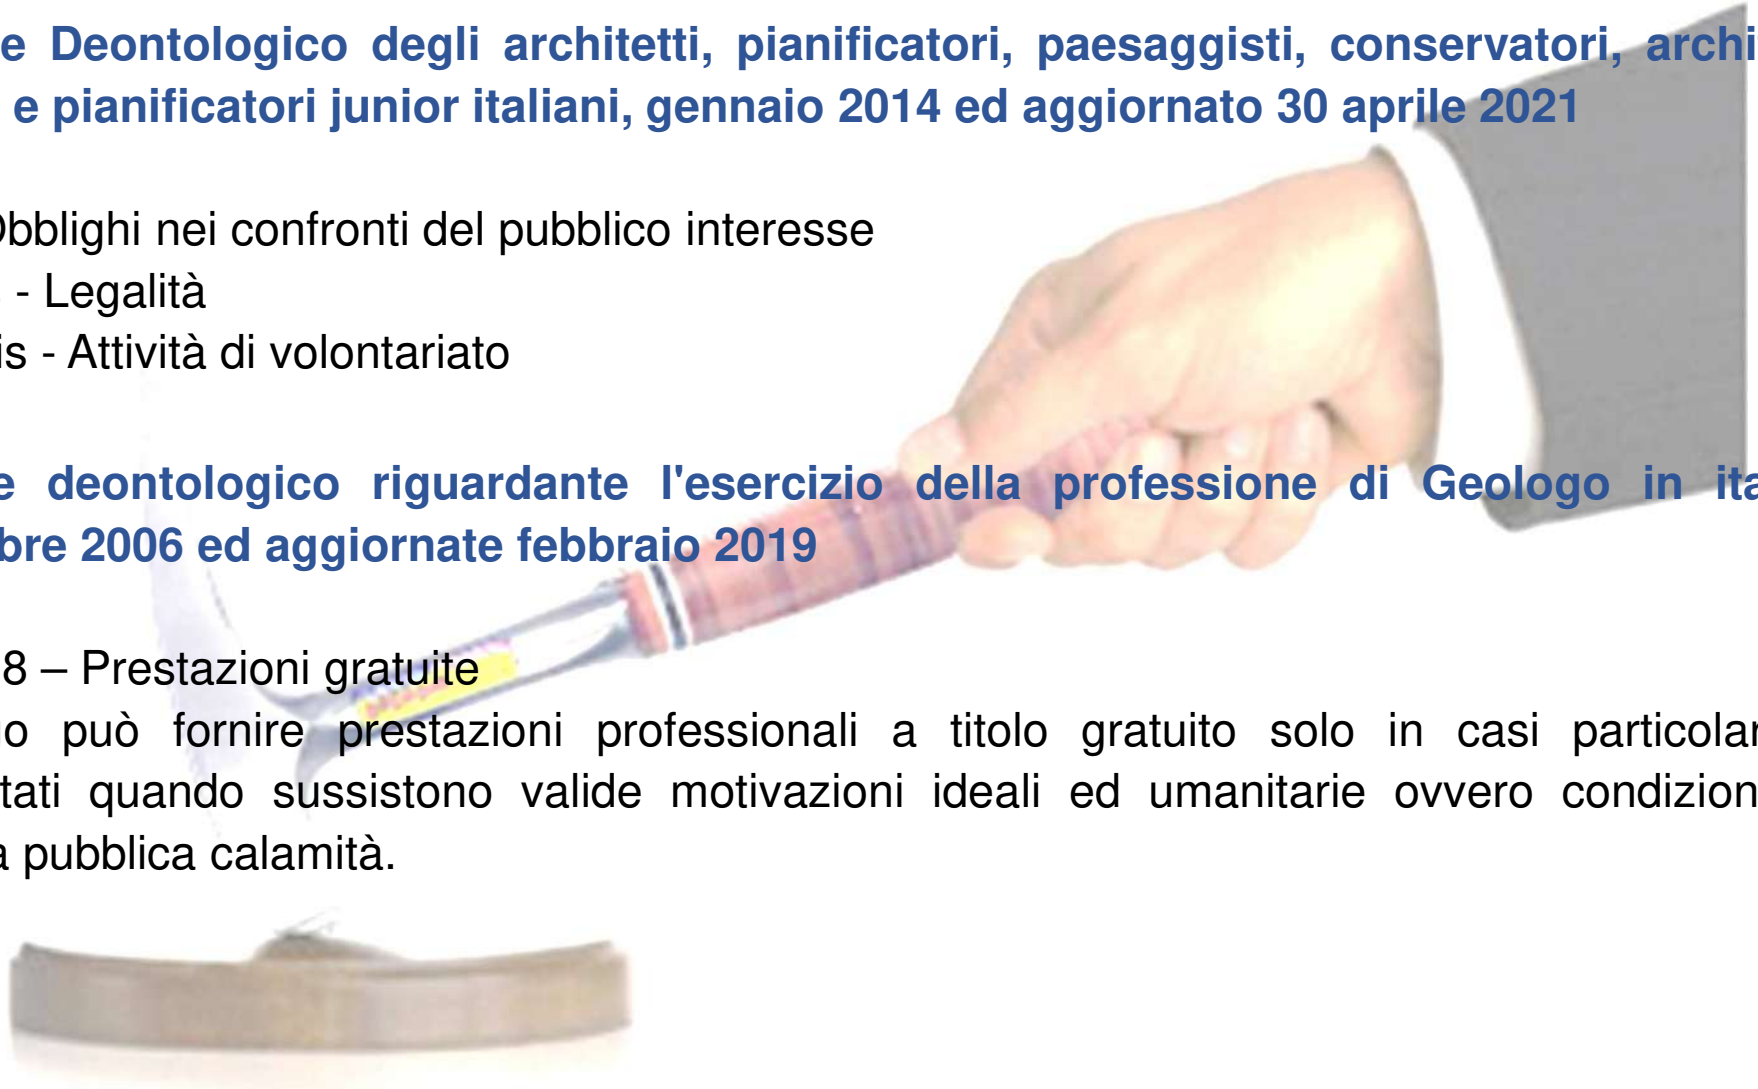 e Deontologico degli architetti, pianificatori, paesaggisti, conservatori, archi
e pianificatori junior italiani, gennaio 2014 ed aggiornato 30 aprile 2021
Obblighi nei confronti del pubblico interesse
- Legalità
is - Attività di volontariato
e deontologico riguardante l'esercizio della professione di Geologo in ita
bre 2006 ed aggiornate febbraio 2019
8 – Prestazioni gratuite
go può fornire prestazioni professionali a titolo gratuito solo in casi particolar
tati quando sussistono valide motivazioni ideali ed umanitarie ovvero condizion
a pubblica calamità.